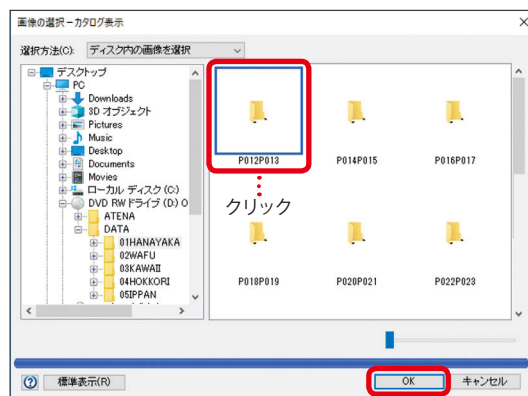 画像の選択－カタログ表示
選択方法(C): ディスク内の画像を選択
デスクトップ
PC
Downloads
3D オブジェクト
Pictures
Music
Desktop
Documents
Movies
ローカル ディスク (C:)
DVD RW ドライブ (D:) O
ATENA
DATA
01HANAYAKA
02WAFU
03KAWAII
04HOKKORI
05IPPAN
P012P013
P014P015
P016P017
クリック
P018P019
P020P021
P022P023
標準表示(R)
OK
キャンセル